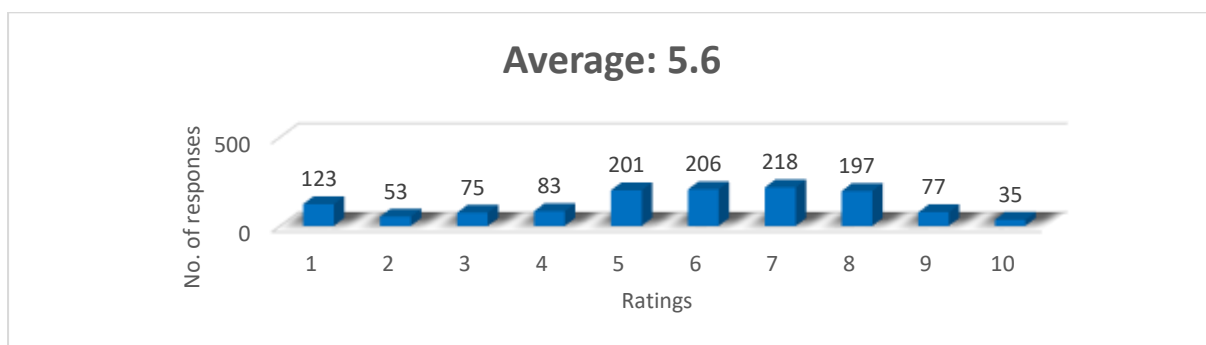 Average: 5.6
No. of responses
500
0
123 53 75 83 201 206 218 197 77 35
1 2 3 4 5 6 7 8 9 10
Ratings